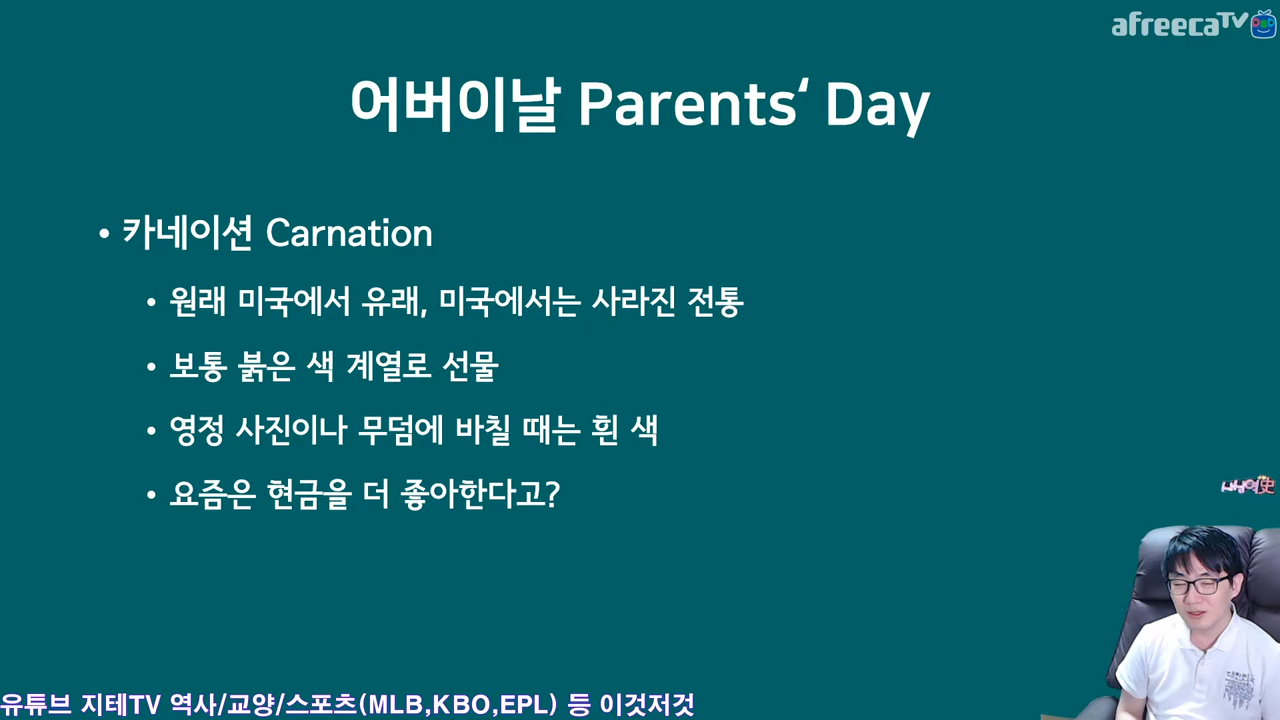 afreecaTV
어버이날 Parents‘ Day
• 카네이션 Carnation
• 원래 미국에서 유래, 미국에서는 사라진 전통
• 보통 붉은 색 계열로 선물
• 영정 사진이나 무덤에 바칠 때는 흰 색
• 요즘은 현금을 더 좋아한다고?
유튜브 지테TV 역사/교양/스포츠(MLB,KBO,EPL) 등 이것저것